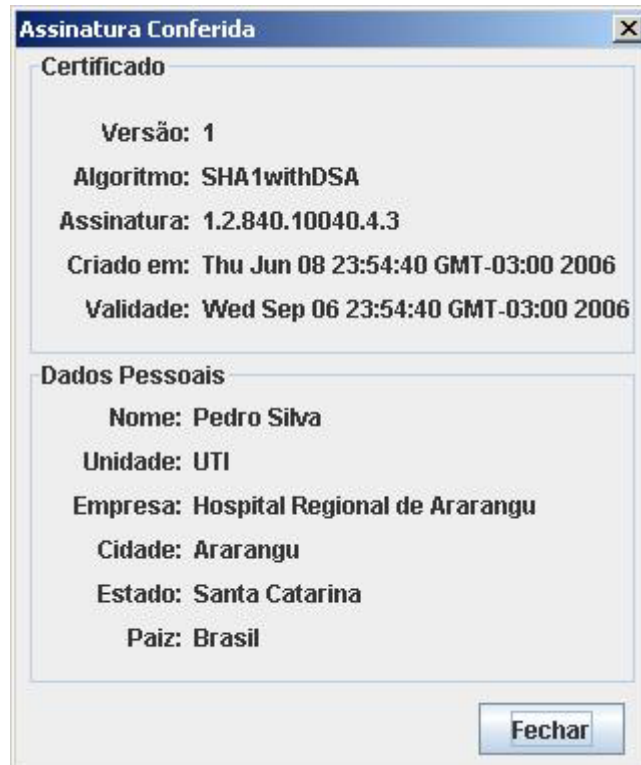 Assinatura Conferida
Certificado
Versão: 1
Algoritmo: SHA1withDSA
Assinatura: 1.2.840.10040.4.3
Criado em: Thu Jun 08 23:54:40 GMT-03:00 2006
Validade: Wed Sep 06 23:54:40 GMT-03:00 2006
Dados Pessoais
Nome: Pedro Silva
Unidade: UTI
Empresa: Hospital Regional de Ararangu
Cidade: Ararangu
Estado: Santa Catarina
Paiz: Brasil
Fechar